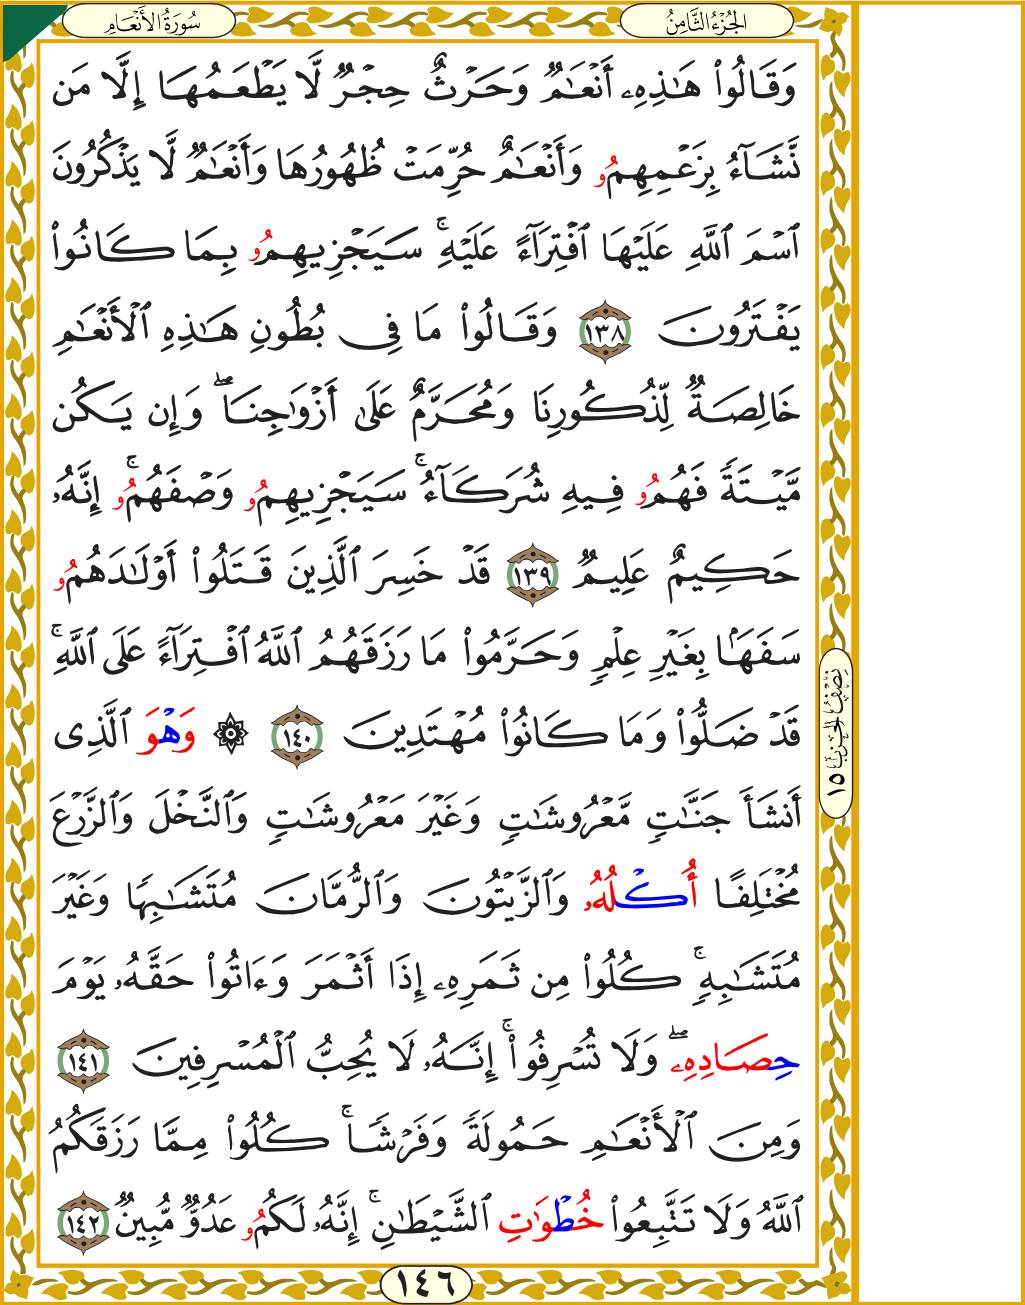 سُورَةُ الأَنْعَامِ
الجُزْءُ الثَّامِنُ
وَقَالُوا۟ هَـٰذِهِۦٓ أَنْعَـٰمٌ وَحَرْثٌ حِجْرٌ لَّا يَطْعَمُهَا إِلَّا مَن
نَّشَآءُ بِزَعْمِهِمُۥ وَأَنْعَـٰمٌ حُرِّمَتْ ظُهُورُهَا وَأَنْعَـٰمٌ لَّا يَذْكُرُونَ
ٱسْمَ ٱللَّهِ عَلَيْهَا ٱفْتِرَآءً عَلَيْهِ ۚ سَيَجْزِيهِمُۥ بِمَا كَانُوا۟
يَفْتَرُونَ ١٣٨ وَقَالُوا۟ مَا فِى بُطُونِ هَـٰذِهِ ٱلْأَنْعَـٰمِ
خَالِصَةٌ لِّذُكُورِنَا وَمُحَرَّمٌ عَلَىٰ أَزْوَٰجِنَا ۖ وَإِن يَكُن
مَّيْتَةً فَهُمُۥ فِيهِ شُرَكَآءُ ۚ سَيَجْزِيهِمُۥ وَصْفَهُمُۥ ۚ إِنَّهُۥ
حَكِيمٌ عَلِيمٌ ١٣٩ قَدْ خَسِرَ ٱلَّذِينَ قَتَلُوا۟ أَوْلَـٰدَهُمُۥ
سَفَهًۢا بِغَيْرِ عِلْمٍ وَحَرَّمُوا۟ مَا رَزَقَهُمُ ٱللَّهُ ٱفْتِرَآءً عَلَى ٱللَّهِ ۚ
قَدْ ضَلُّوا۟ وَمَا كَانُوا۟ مُهْتَدِينَ ١٤٠ ۞ وَهْوَ ٱلَّذِى
أَنشَأَ جَنَّـٰتٍ مَّعْرُوشَـٰتٍ وَغَيْرَ مَعْرُوشَـٰتٍ وَٱلنَّخْلَ وَٱلزَّرْعَ
مُخْتَلِفًا أُكْلُهُۥ وَٱلزَّيْتُونَ وَٱلرُّمَّانَ مُتَشَـٰبِهًا وَغَيْرَ
مُتَشَـٰبِهٍ ۚ كُلُوا۟ مِن ثَمَرِهِۦٓ إِذَا أَثْمَرَ وَءَاتُوا۟ حَقَّهُۥ يَوْمَ
حِصَادِهِۦ ۖ وَلَا تُسْرِفُوا۟ ۚ إِنَّهُۥ لَا يُحِبُّ ٱلْمُسْرِفِينَ ١٤١
وَمِنَ ٱلْأَنْعَـٰمِ حَمُولَةً وَفَرْشًا ۚ كُلُوا۟ مِمَّا رَزَقَكُمُ
ٱللَّهُ وَلَا تَتَّبِعُوا۟ خُطْوَٰتِ ٱلشَّيْطَـٰنِ ۚ إِنَّهُۥ لَكُمُۥ عَدُوٌّ مُّبِينٌ ١٤٢
نِصْفُ الحِزْبِ ١٥
١٤٦